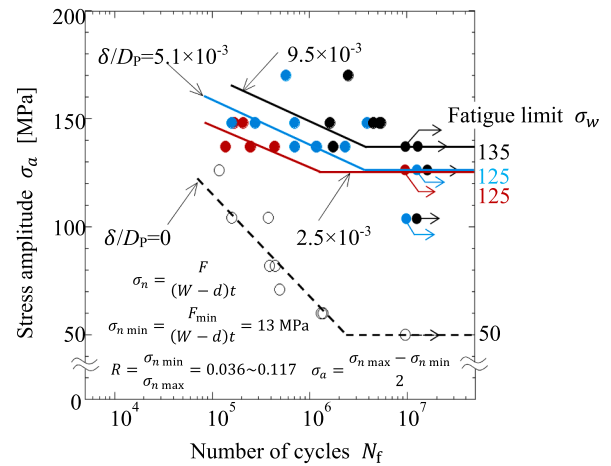 200
150
100
50
0
Stress amplitude σa [MPa]
δ/DP=5.1×10-3
9.5×10-3
Fatigue limit σw
135
125
125
2.5×10-3
δ/DP=0
50
σn = F / (W − d)t
σn min = Fmin / (W − d)t = 13 MPa
R = σn min / σn max = 0.036~0.117
σa = σn max − σn min / 2
10^4
10^5
10^6
10^7
Number of cycles Nf